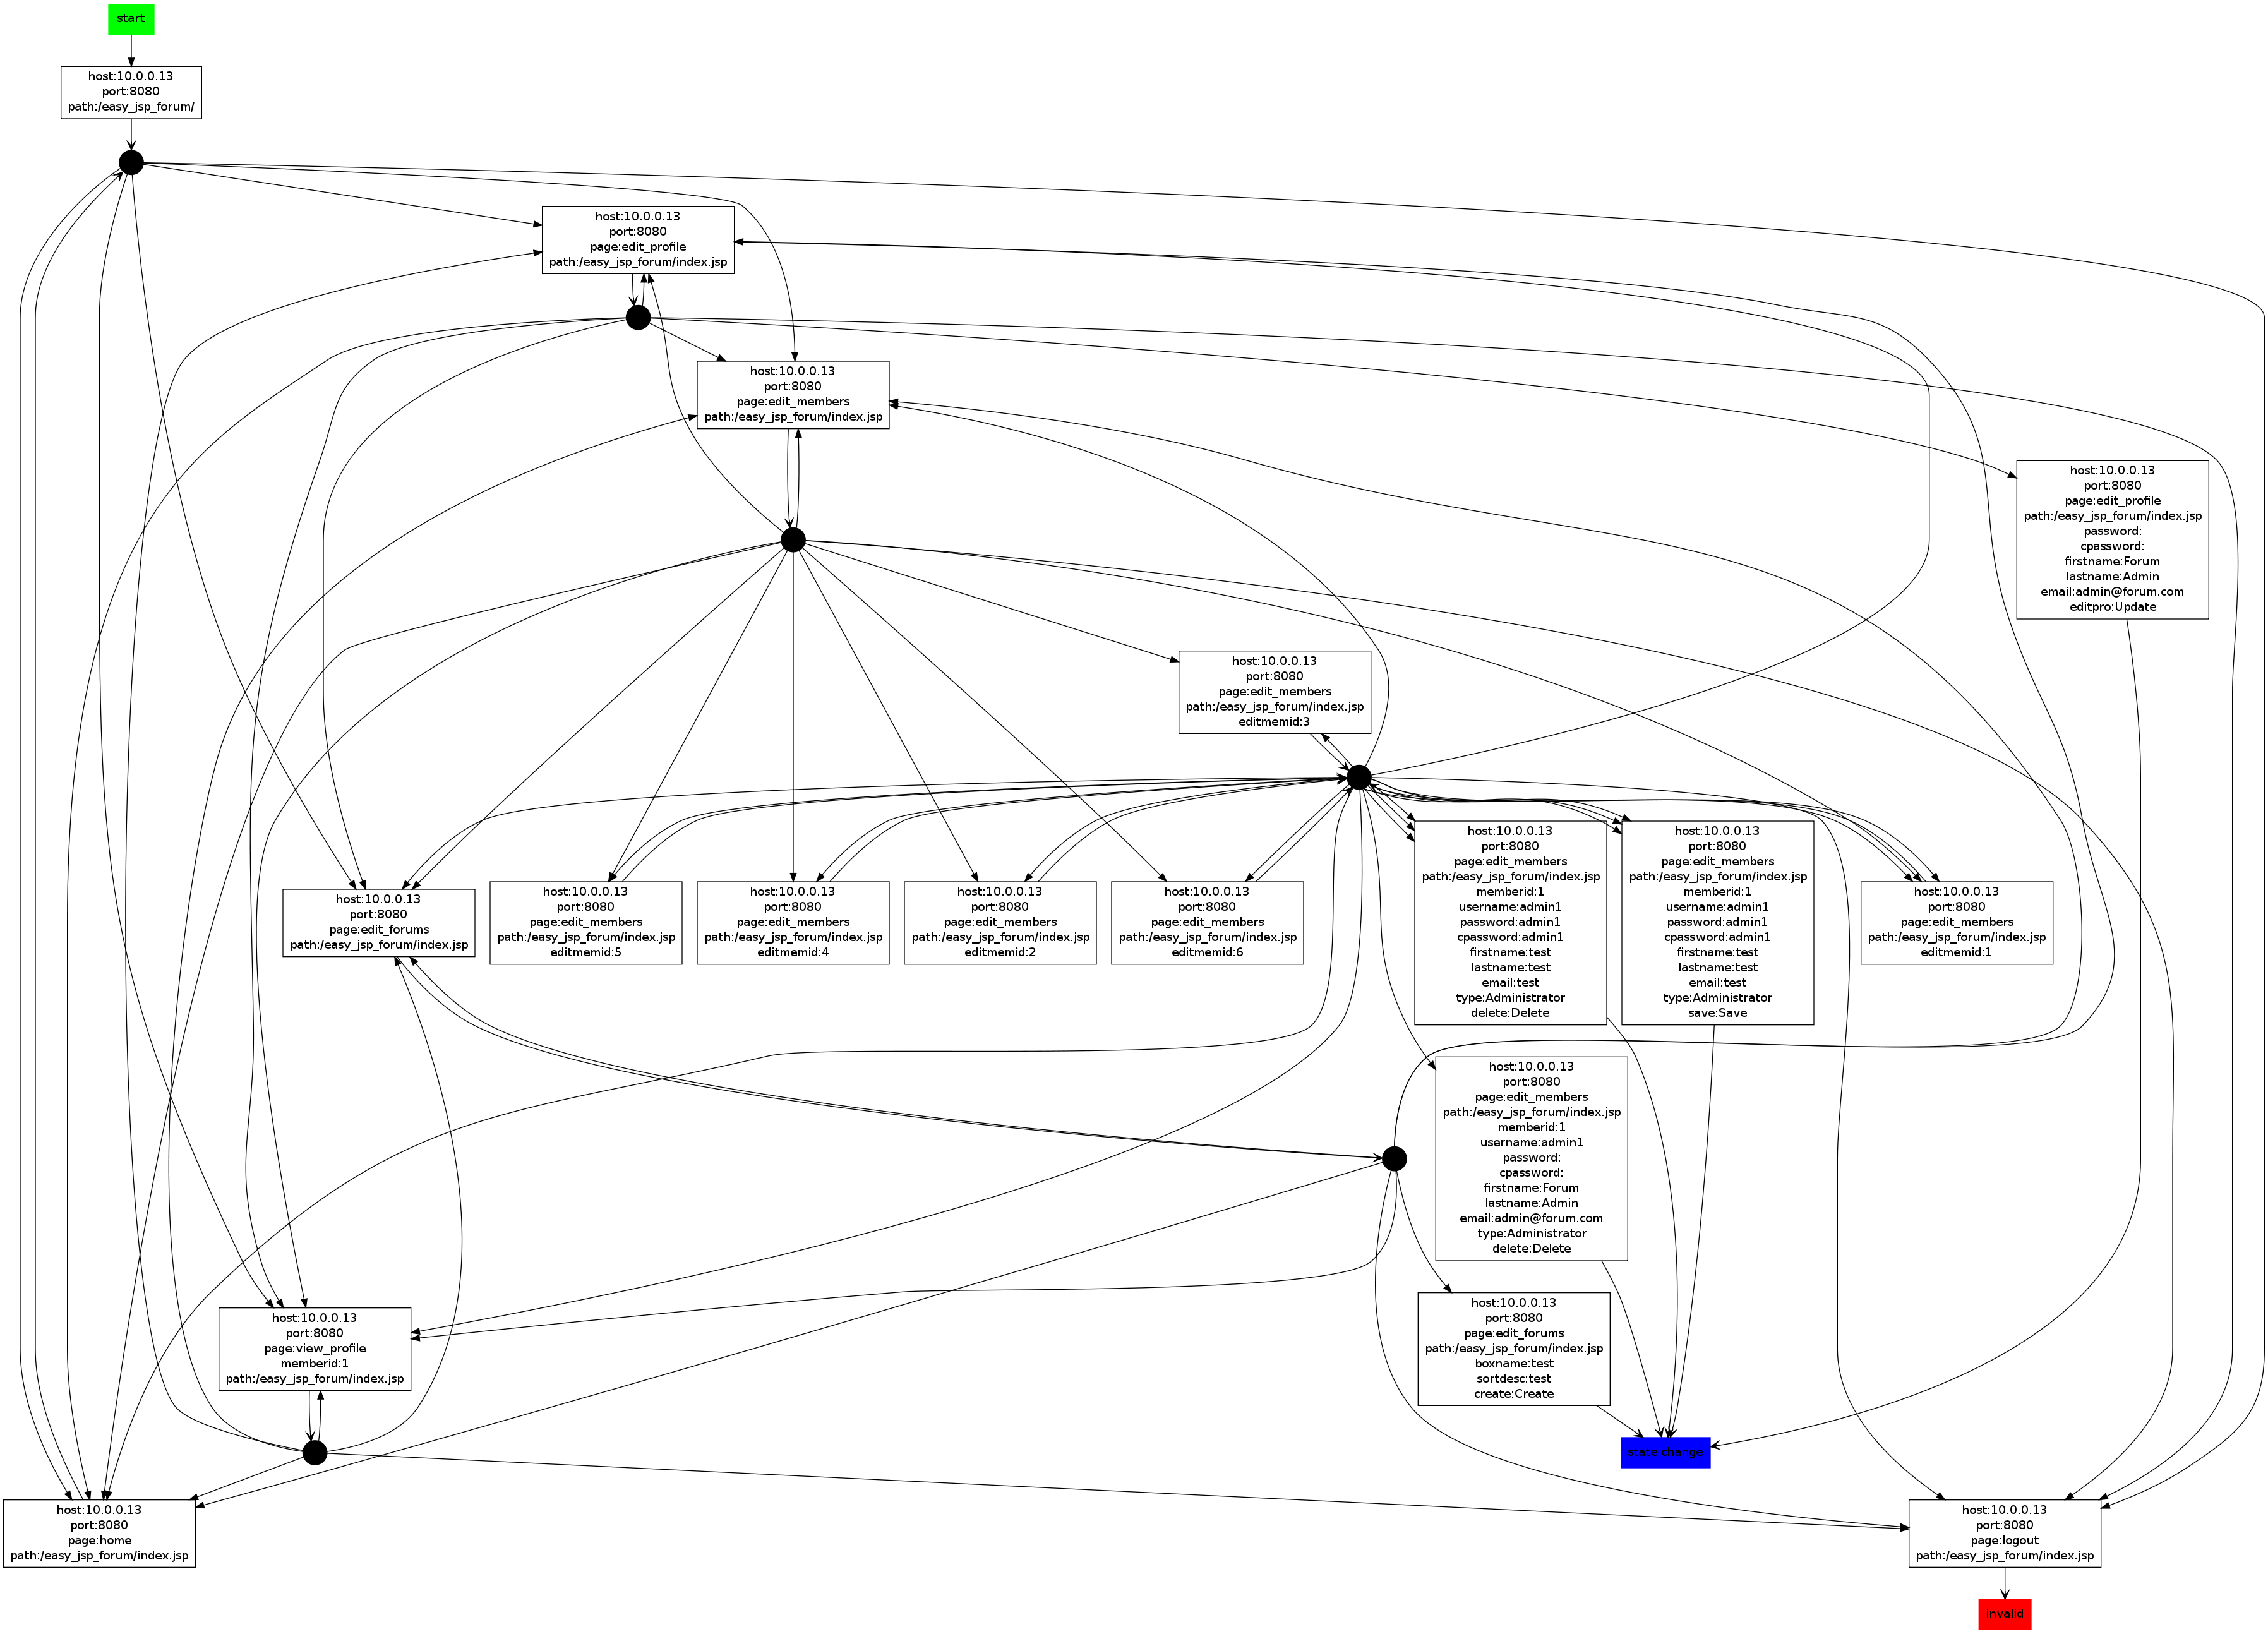 start
host:10.0.0.13
port:8080
path:/easy_jsp_forum/
host:10.0.0.13
port:8080
page:edit_profile
path:/easy_jsp_forum/index.jsp
host:10.0.0.13
port:8080
page:edit_members
path:/easy_jsp_forum/index.jsp
host:10.0.0.13
port:8080
page:edit_profile
path:/easy_jsp_forum/index.jsp
password:
cpassword:
firstname:Forum
lastname:Admin
email:admin@forum.com
editpro:Update
host:10.0.0.13
port:8080
page:edit_members
path:/easy_jsp_forum/index.jsp
editmemid:3
host:10.0.0.13
port:8080
page:edit_forums
path:/easy_jsp_forum/index.jsp
host:10.0.0.13
port:8080
page:edit_members
path:/easy_jsp_forum/index.jsp
editmemid:5
host:10.0.0.13
port:8080
page:edit_members
path:/easy_jsp_forum/index.jsp
editmemid:4
host:10.0.0.13
port:8080
page:edit_members
path:/easy_jsp_forum/index.jsp
editmemid:2
host:10.0.0.13
port:8080
page:edit_members
path:/easy_jsp_forum/index.jsp
editmemid:6
host:10.0.0.13
port:8080
page:edit_members
path:/easy_jsp_forum/index.jsp
memberid:1
username:admin1
password:admin1
cpassword:admin1
firstname:test
lastname:test
email:test
type:Administrator
delete:Delete
host:10.0.0.13
port:8080
page:edit_members
path:/easy_jsp_forum/index.jsp
memberid:1
username:admin1
password:admin1
cpassword:admin1
firstname:test
lastname:test
email:test
type:Administrator
save:Save
host:10.0.0.13
port:8080
page:edit_members
path:/easy_jsp_forum/index.jsp
editmemid:1
host:10.0.0.13
port:8080
page:edit_members
path:/easy_jsp_forum/index.jsp
memberid:1
username:admin1
password:
cpassword:
firstname:Forum
lastname:Admin
email:admin@forum.com
type:Administrator
delete:Delete
host:10.0.0.13
port:8080
page:view_profile
memberid:1
path:/easy_jsp_forum/index.jsp
host:10.0.0.13
port:8080
page:edit_forums
path:/easy_jsp_forum/index.jsp
boxname:test
sortdesc:test
create:Create
state change
host:10.0.0.13
port:8080
page:home
path:/easy_jsp_forum/index.jsp
host:10.0.0.13
port:8080
page:logout
path:/easy_jsp_forum/index.jsp
invalid